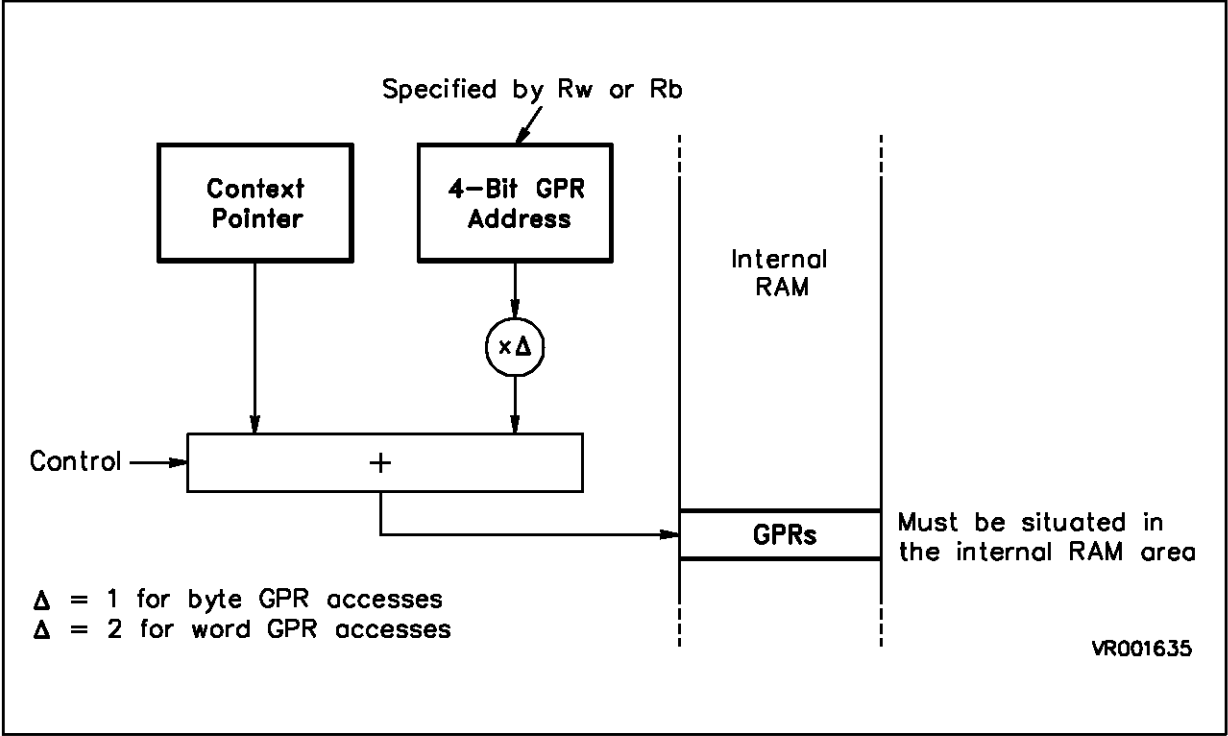 Specified by Rw or Rb
Context
Pointer
4-Bit GPR
Address
Internal
RAM
×Δ
Control
+
GPRs
Must be situated in
the internal RAM area
Δ = 1 for byte GPR accesses
Δ = 2 for word GPR accesses
VR001635